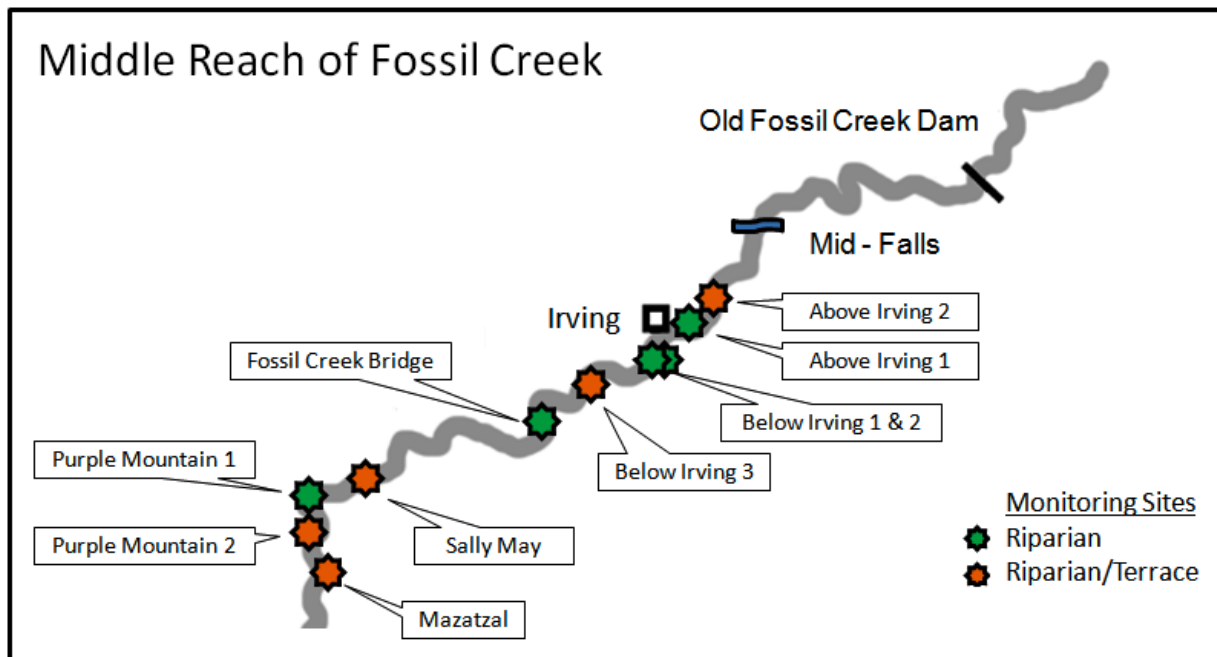 Middle Reach of Fossil Creek
Old Fossil Creek Dam
Mid - Falls
Irving
Above Irving 2
Above Irving 1
Fossil Creek Bridge
Below Irving 1 & 2
Below Irving 3
Purple Mountain 1
Purple Mountain 2
Sally May
Mazatzal
Monitoring Sites
Riparian
Riparian/Terrace